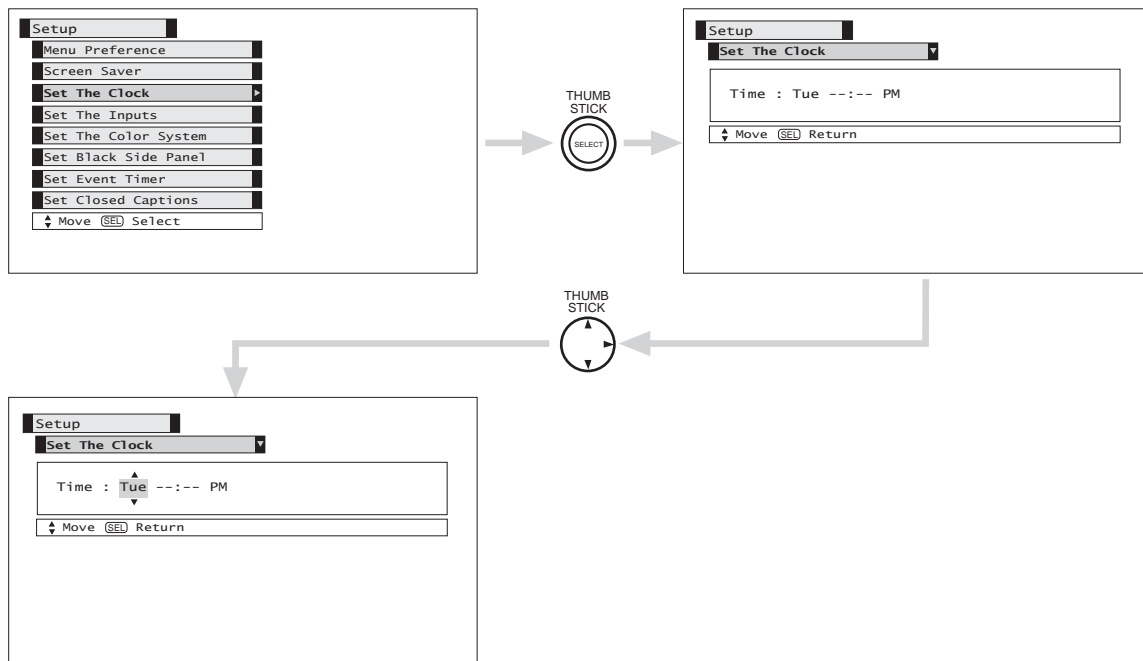 Setup
Menu Preference
Screen Saver
Set The Clock
Set The Inputs
Set The Color System
Set Black Side Panel
Set Event Timer
Set Closed Captions
Move SEL Select
THUMB
STICK
SELECT
Setup
Set The Clock
Time : Tue --:-- PM
Move SEL Return
THUMB
STICK
Setup
Set The Clock
Time : Tue --:-- PM
Move SEL Return